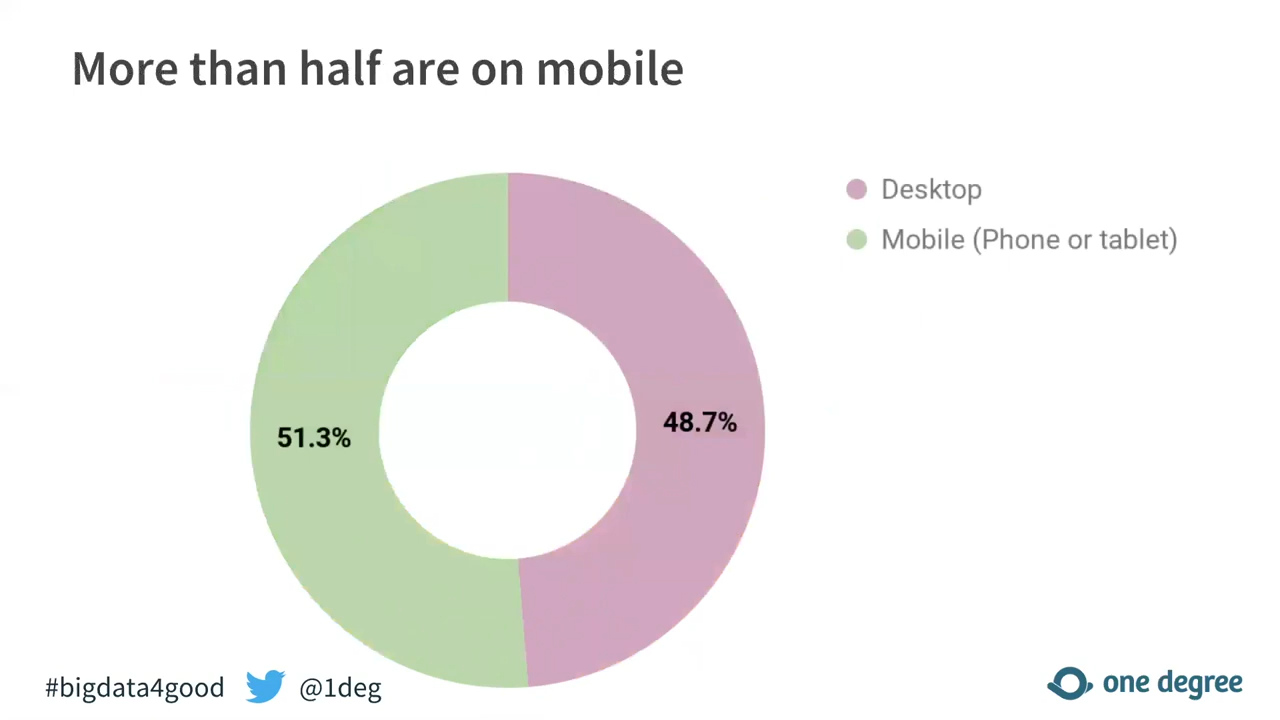 More than half are on mobile
Desktop
Mobile (Phone or tablet)
48.7%
51.3%
#bigdata4good @1deg
one degree